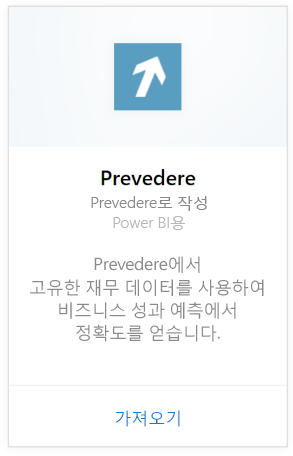 Prevedere
Prevedere로 작성
Power BI용
Prevedere에서
고유한 재무 데이터를 사용하여
비즈니스 성과 예측에서
정확도를 얻습니다.
가져오기